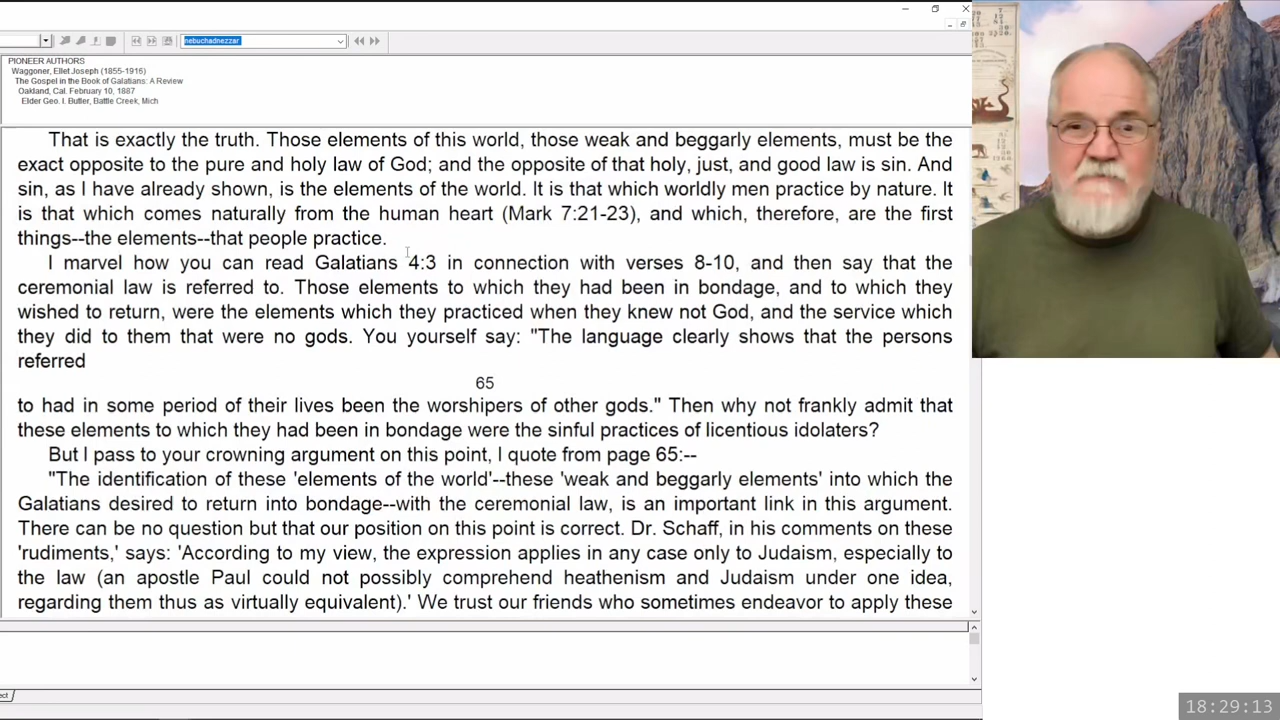 nebuchadnezzar
PIONEER AUTHORS
Waggoner, Ellet Joseph (1855-1916)
The Gospel in the Book of Galatians: A Review
Oakland, Cal. February 10, 1887
Elder Geo. I. Butler, Battle Creek, Mich
That is exactly the truth. Those elements of this world, those weak and beggarly elements, must be the
exact opposite to the pure and holy law of God; and the opposite of that holy, just, and good law is sin. And
sin, as I have already shown, is the elements of the world. It is that which worldly men practice by nature. It
is that which comes naturally from the human heart (Mark 7:21-23), and which, therefore, are the first
things--the elements--that people practice.
I marvel how you can read Galatians 4:3 in connection with verses 8-10, and then say that the
ceremonial law is referred to. Those elements to which they had been in bondage, and to which they
wished to return, were the elements which they practiced when they knew not God, and the service which
they did to them that were no gods. You yourself say: "The language clearly shows that the persons
referred
65
to had in some period of their lives been the worshipers of other gods." Then why not frankly admit that
these elements to which they had been in bondage were the sinful practices of licentious idolaters?
But I pass to your crowning argument on this point, I quote from page 65:--
"The identification of these 'elements of the world'--these 'weak and beggarly elements' into which the
Galatians desired to return into bondage--with the ceremonial law, is an important link in this argument.
There can be no question but that our position on this point is correct. Dr. Schaff, in his comments on these
'rudiments,' says: 'According to my view, the expression applies in any case only to Judaism, especially to
the law (an apostle Paul could not possibly comprehend heathenism and Judaism under one idea,
regarding them thus as virtually equivalent).' We trust our friends who sometimes endeavor to apply these
18:29:13